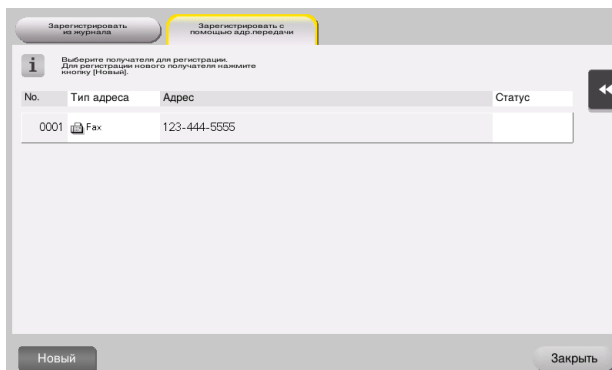 Зарегистрировать
из журнала
Зарегистрировать с
помощью адр.передачи
Выберите получателя для регистрации.
Для регистрации нового получателя нажмите
кнопку [Новый].
No. Тип адреса Адрес Статус
0001 Fax 123-444-5555
Новый Закрыть